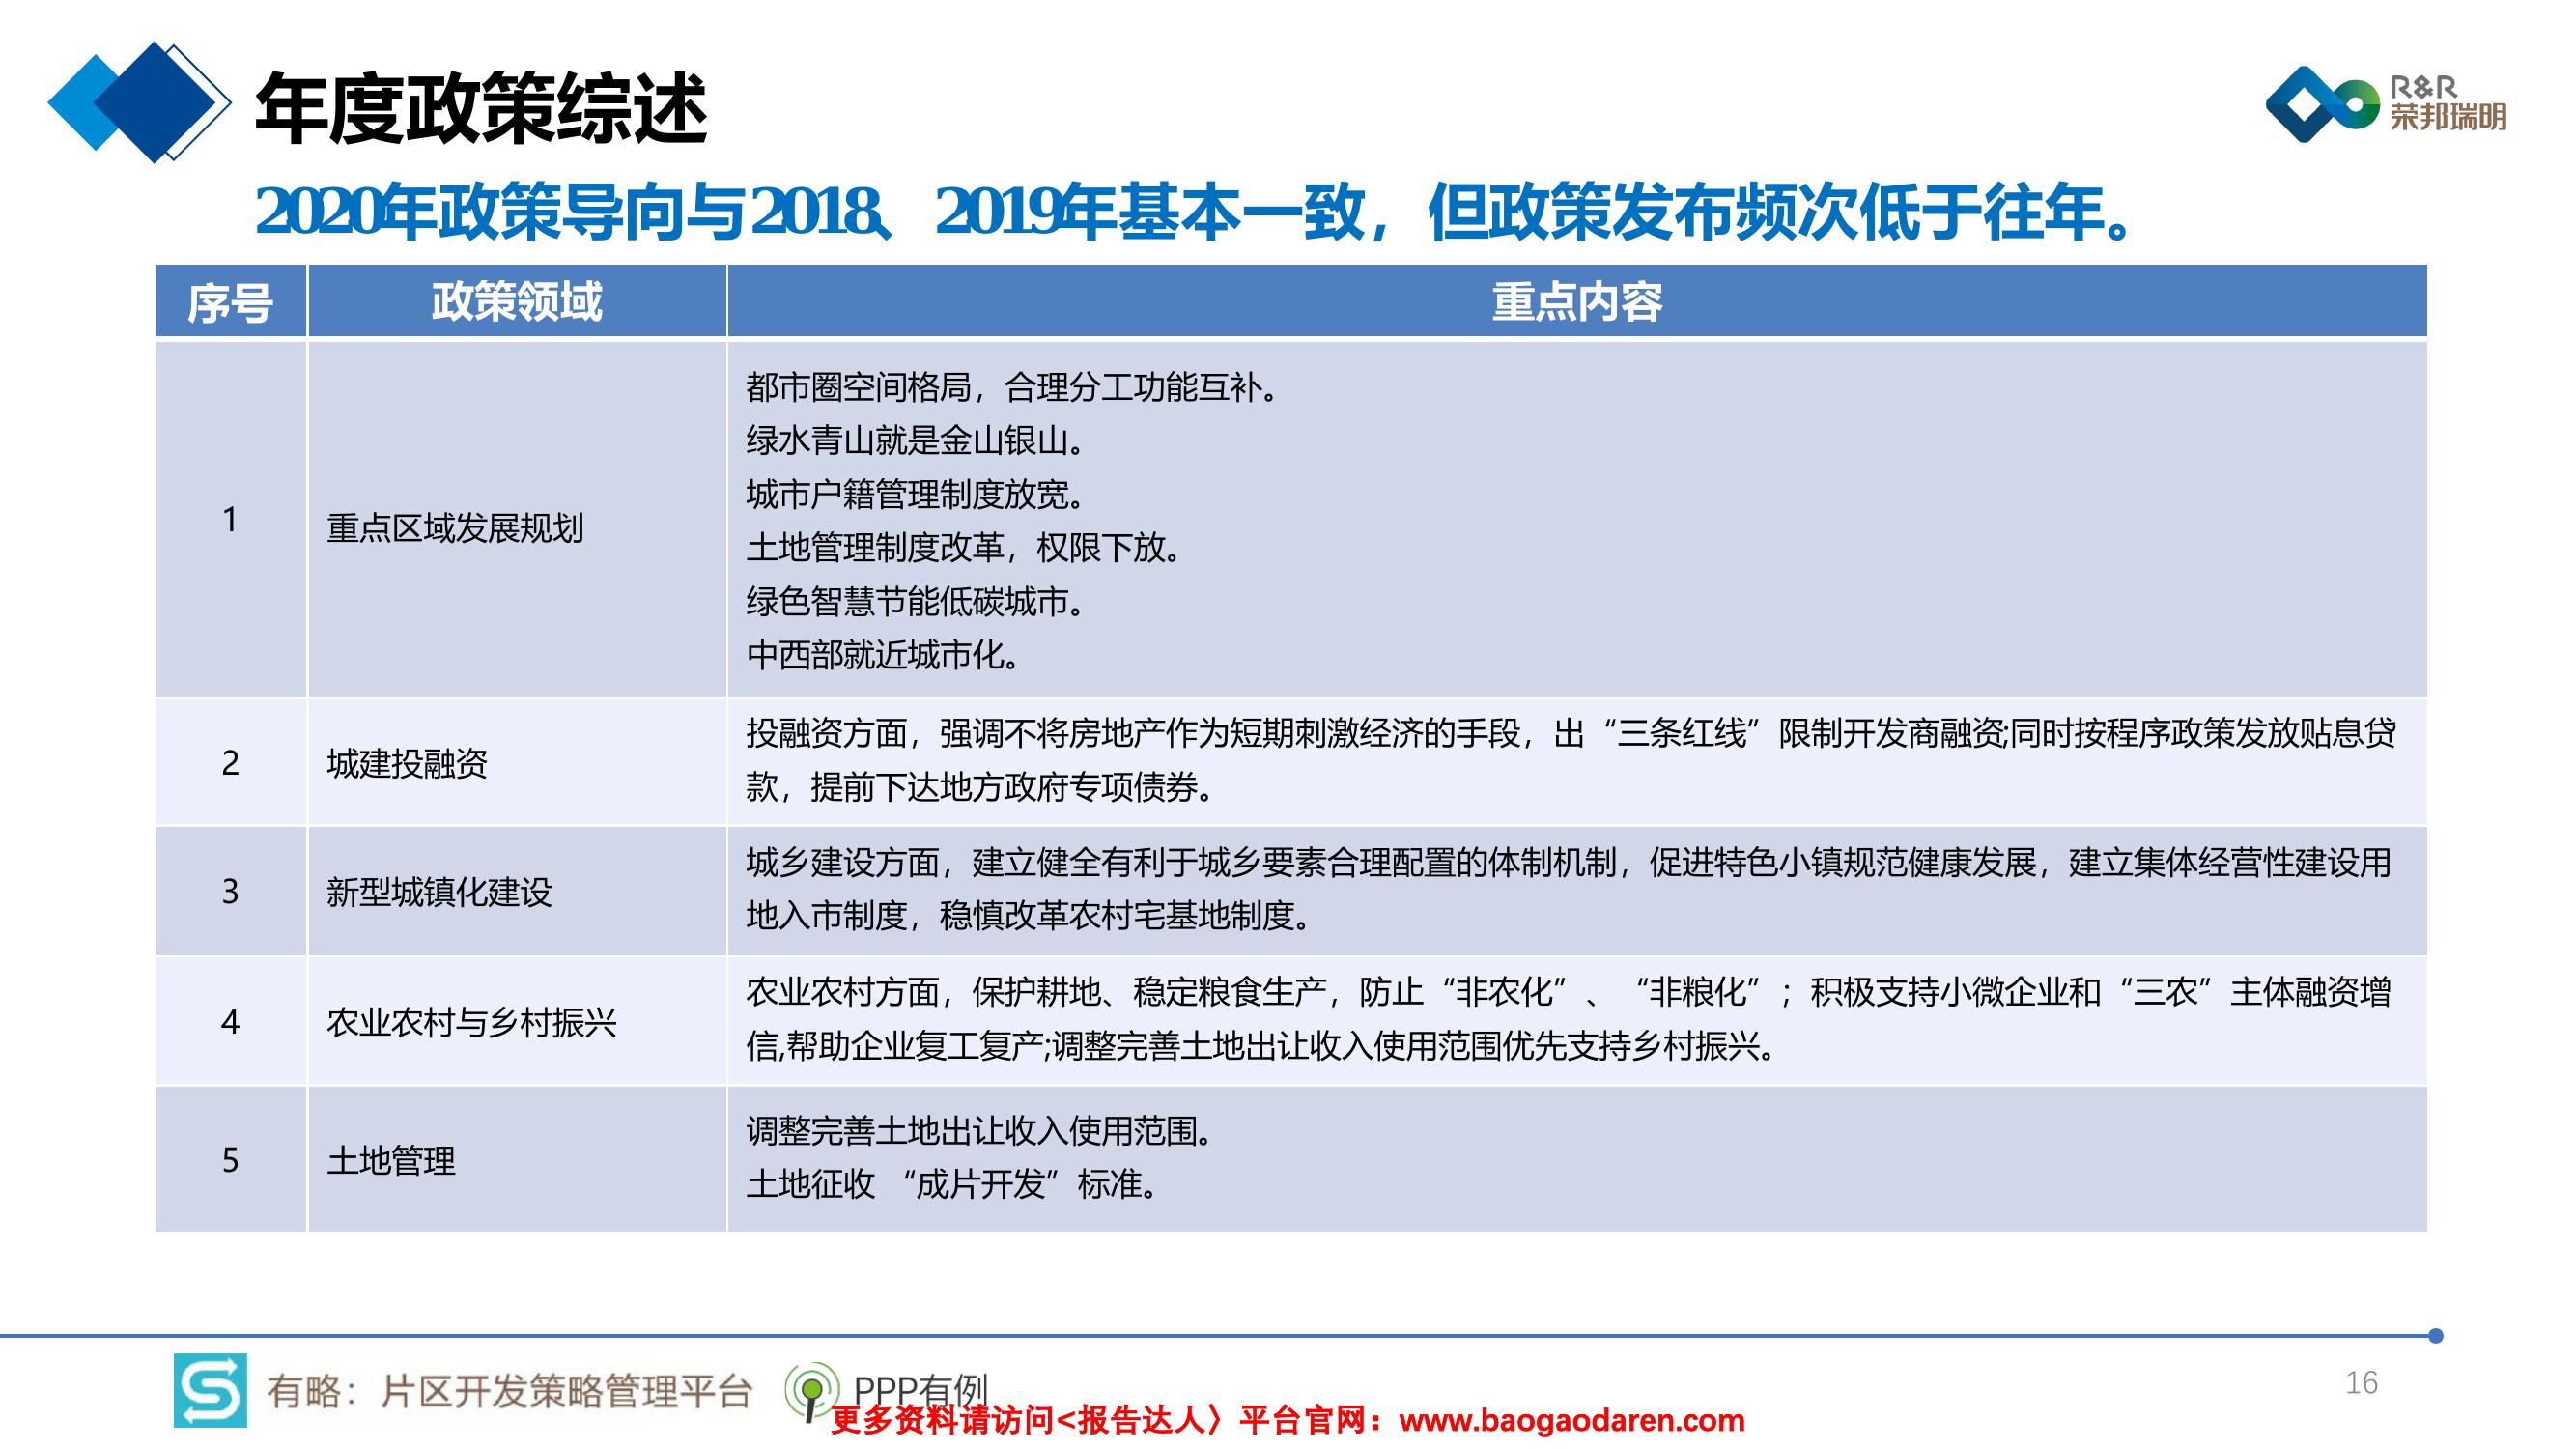 年度政策综述
R&R
荣邦瑞明
2020年政策导向与2018、2019年基本一致，但政策发布频次低于往年。
序号 政策领域 重点内容
1 重点区域发展规划
都市圈空间格局，合理分工功能互补。
绿水青山就是金山银山。
城市户籍管理制度放宽。
土地管理制度改革，权限下放。
绿色智慧节能低碳城市。
中西部就近城市化。
2 城建投融资
投融资方面，强调不将房地产作为短期刺激经济的手段，出“三条红线”限制开发商融资;同时按程序政策发放贴息贷
款，提前下达地方政府专项债券。
3 新型城镇化建设
城乡建设方面，建立健全有利于城乡要素合理配置的体制机制，促进特色小镇规范健康发展，建立集体经营性建设用
地入市制度，稳慎改革农村宅基地制度。
4 农业农村与乡村振兴
农业农村方面，保护耕地、稳定粮食生产，防止“非农化”、“非粮化”；积极支持小微企业和“三农”主体融资增
信,帮助企业复工复产;调整完善土地出让收入使用范围优先支持乡村振兴。
5 土地管理
调整完善土地出让收入使用范围。
土地征收 “成片开发”标准。
有略：片区开发策略管理平台 PPP有例
16
更多资料请访问<报告达人〉平台官网：www.baogaodaren.com